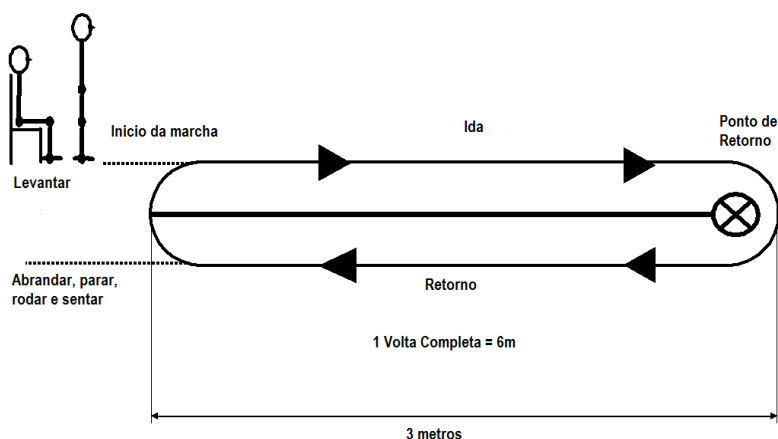 Inicio da marcha
Ida
Ponto de
Retorno
Levantar
Abrandar, parar,
rodar e sentar
Retorno
1 Volta Completa = 6m
3 metros